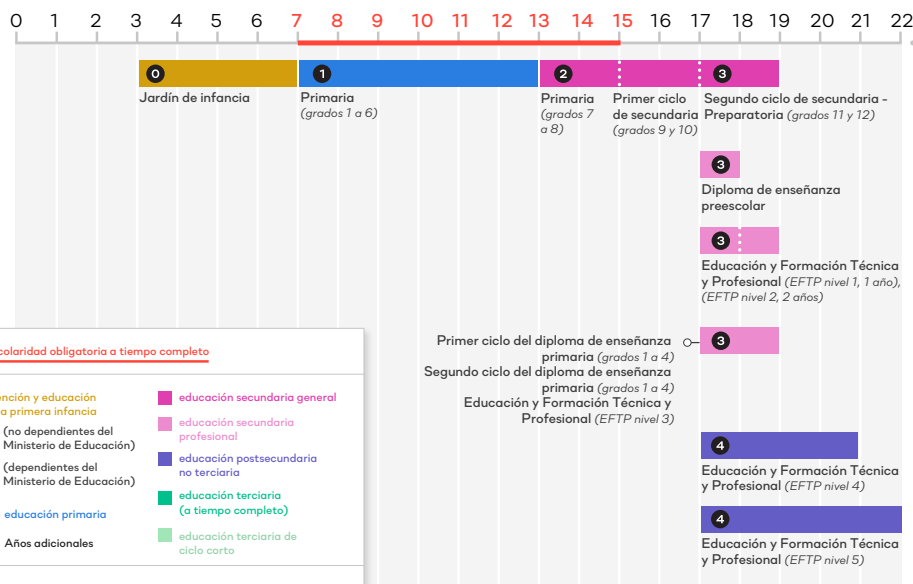 0 1 2 3 4 5 6 7 8 9 10 11 12 13 14 15 16 17 18 19 20 21 22
0
Jardín de infancia
1
Primaria
(grados 1 a 6)
2
Primaria
(grados 7
a 8)
Primer ciclo
de secundaria
(grados 9 y 10)
3
Segundo ciclo de secundaria -
Preparatoria (grados 11 y 12)
3
Diploma de enseñanza
preescolar
3
Educación y Formación Técnica
y Profesional (EFTP nivel 1, 1 año),
(EFTP nivel 2, 2 años)
3
Primer ciclo del diploma de enseñanza
primaria (grados 1 a 4)
Segundo ciclo del diploma de enseñanza
primaria (grados 1 a 4)
Educación y Formación Técnica y
Profesional (EFTP nivel 3)
4
Educación y Formación Técnica
y Profesional (EFTP nivel 4)
4
Educación y Formación Técnica
y Profesional (EFTP nivel 5)
colaridad obligatoria a tiempo completo
nción y educación
a primera infancia
(no dependientes del
Ministerio de Educación)
(dependientes del
Ministerio de Educación)
educación primaria
Años adicionales
educación secundaria general
educación secundaria
profesional
educación postsecundaria
no terciaria
educación terciaria
(a tiempo completo)
educación terciaria de
ciclo corto